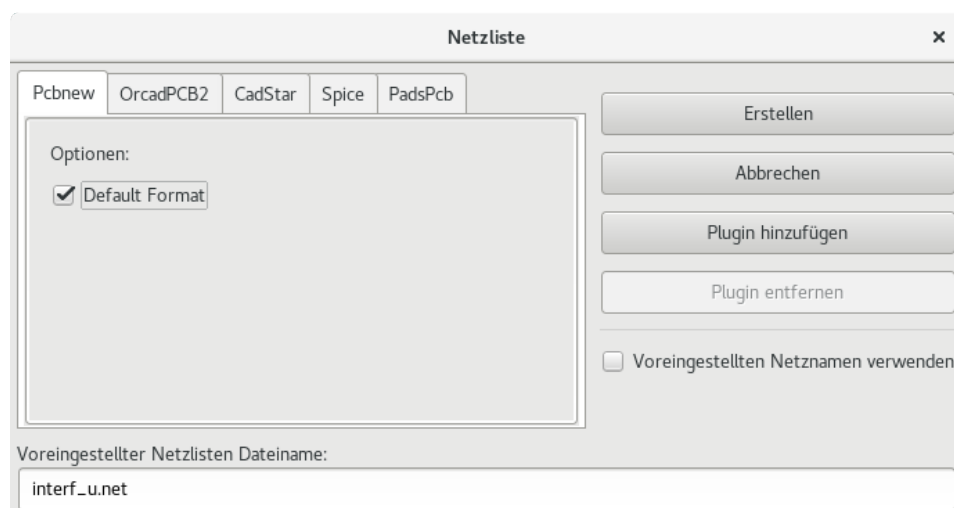 Netzliste
Pcbnew OrcadPCB2 CadStar Spice PadsPcb
Optionen:
Default Format
Erstellen
Abbrechen
Plugin hinzufügen
Plugin entfernen
Voreingestellten Netznamen verwenden
Voreingestellter Netzlisten Dateiname:
interf_u.net